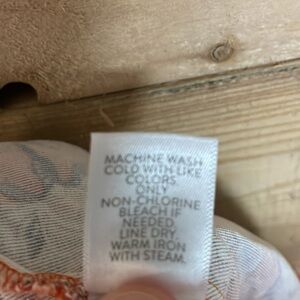 MACHINE WASH
COLD WITH LIKE
COLORS
ONLY
NON-CHLORINE
BLEACH IF
NEEDED
LINE DRY.
WARM IRON
WITH STEAM.